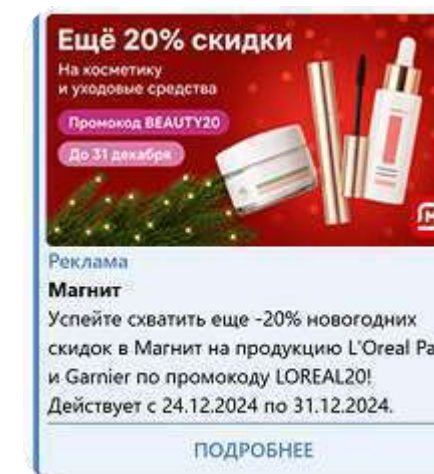 Ещё 20% скидки
На косметику
и уходовые средства
Промокод BEAUTY20
До 31 декабря
Реклама
Магнит
Успейте схватить еще -20% новогодних
скидок в Магнит на продукцию L'Oreal Pa
и Garnier по промокоду LOREAL20!
Действует с 24.12.2024 по 31.12.2024.
ПОДРОБНЕЕ